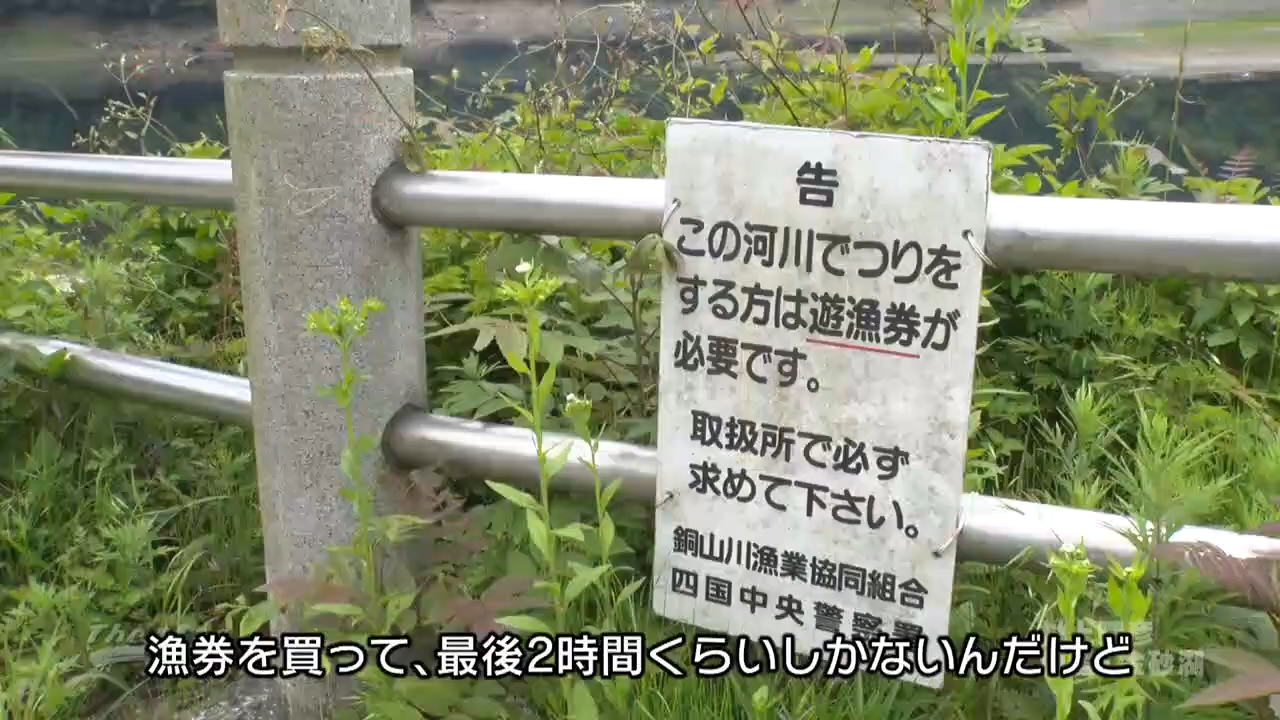 告
この河川でつりを
する方は遊漁券が
必要です。
取扱所で必ず
求めて下さい。
銅山川漁業協同組合
四国中央警察署
漁券を買って、最後2時間くらいしかないんだけど